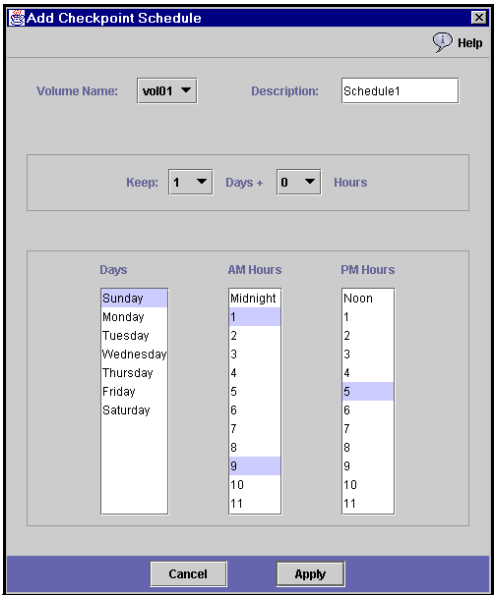 Add Checkpoint Schedule
Help
Volume Name: vol01 Description: Schedule1
Keep: 1 Days + 0 Hours
Days AM Hours PM Hours
Sunday Midnight Noon
Monday 1 1
Tuesday 2 2
Wednesday 3 3
Thursday 4 4
Friday 5 5
Saturday 6 6
7 7
8 8
9 9
10 10
11 11
Cancel Apply